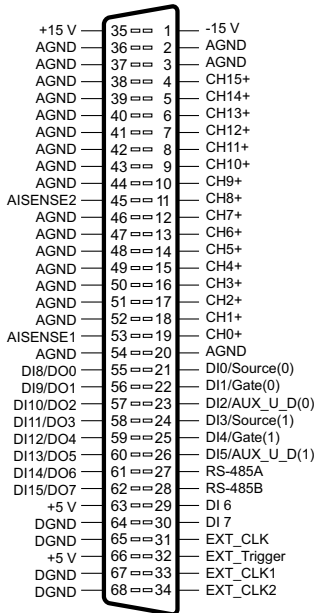 +15 V 35 1 -15 V
AGND 36 2 AGND
AGND 37 3 AGND
AGND 38 4 CH15+
AGND 39 5 CH14+
AGND 40 6 CH13+
AGND 41 7 CH12+
AGND 42 8 CH11+
AGND 43 9 CH10+
AGND 44 10 CH9+
AISENSE2 45 11 CH8+
AGND 46 12 CH7+
AGND 47 13 CH6+
AGND 48 14 CH5+
AGND 49 15 CH4+
AGND 50 16 CH3+
AGND 51 17 CH2+
AGND 52 18 CH1+
AISENSE1 53 19 CH0+
AGND 54 20 AGND
DI8/DO0 55 21 DI0/Source(0)
DI9/DO1 56 22 DI1/Gate(0)
DI10/DO2 57 23 DI2/AUX_U_D(0)
DI11/DO3 58 24 DI3/Source(1)
DI12/DO4 59 25 DI4/Gate(1)
DI13/DO5 60 26 DI5/AUX_U_D(1)
DI14/DO6 61 27 RS-485A
DI15/DO7 62 28 RS-485B
+5 V 63 29 DI 6
DGND 64 30 DI 7
DGND 65 31 EXT_CLK
+5 V 66 32 EXT_Trigger
DGND 67 33 EXT_CLK1
DGND 68 34 EXT_CLK2